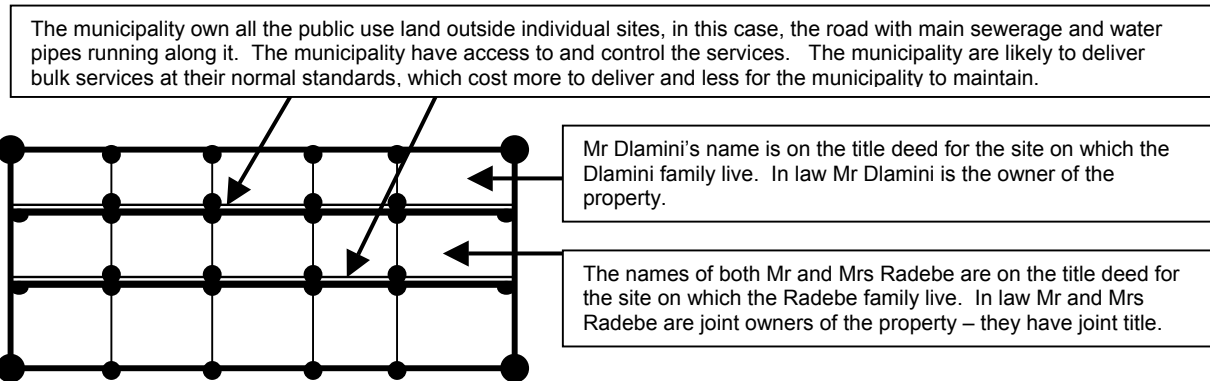 The municipality own all the public use land outside individual sites, in this case, the road with main sewerage and water
pipes running along it. The municipality have access to and control the services. The municipality are likely to deliver
bulk services at their normal standards, which cost more to deliver and less for the municipality to maintain.
Mr Dlamini's name is on the title deed for the site on which the
Dlamini family live. In law Mr Dlamini is the owner of the
property.
The names of both Mr and Mrs Radebe are on the title deed for
the site on which the Radebe family live. In law Mr and Mrs
Radebe are joint owners of the property – they have joint title.